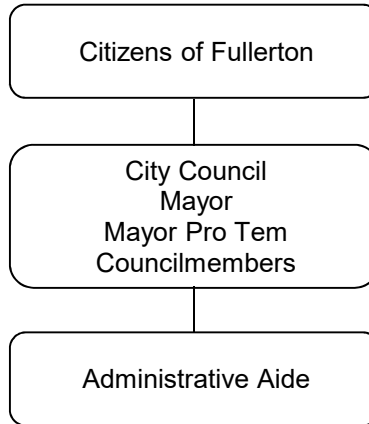 Citizens of Fullerton
City Council
Mayor
Mayor Pro Tem
Councilmembers
Administrative Aide